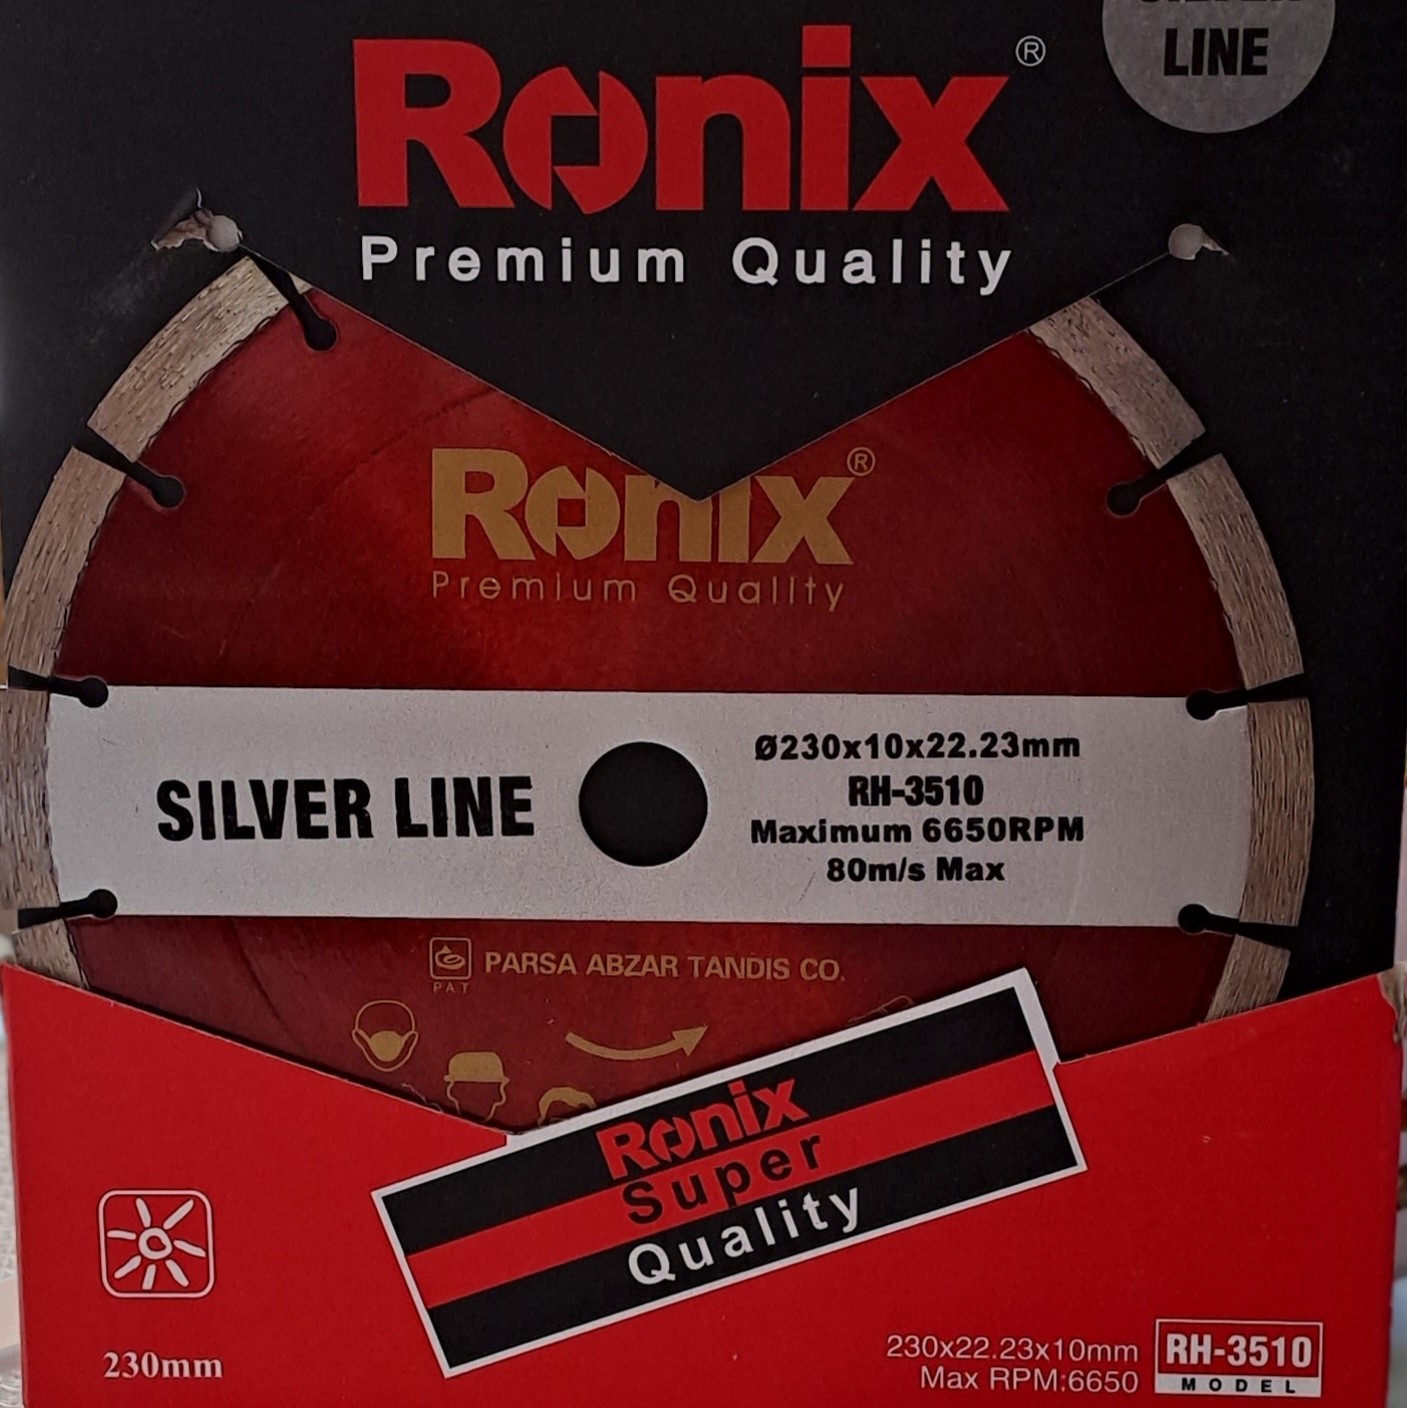 LINE
Ronix®
Premium Quality
Ronix®
Premium Quality
SILVER LINE
Ø230x10x22.23mm
RH-3510
Maximum 6650RPM
80m/s Max
PARSA ABZAR TANDIS CO.
PAT
Ronix
Super
Quality
230mm
230x22.23x10mm
Max RPM:6650
RH-3510
MODEL